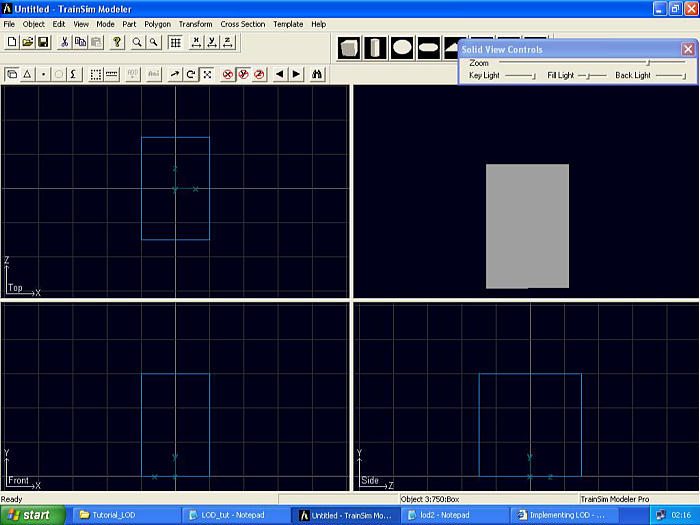 Untitled - TrainSim Modeler
File Object Edit View Mode Part Polygon Transform Cross Section Template Help
x y z
Solid View Controls
Zoom
Key Light Fill Light Back Light
X Y Z
z
Y x
Z
Top
X
Y
Front
X
y
x
Y
Side
Z
y
z
Ready Object 3:750:Box TrainSim Modeler Pro
start Tutorial_LOD LOD_tut - Notepad Untitled - TrainSim Mo... lod2 - Notepad Implementing LOD - ... 02:16